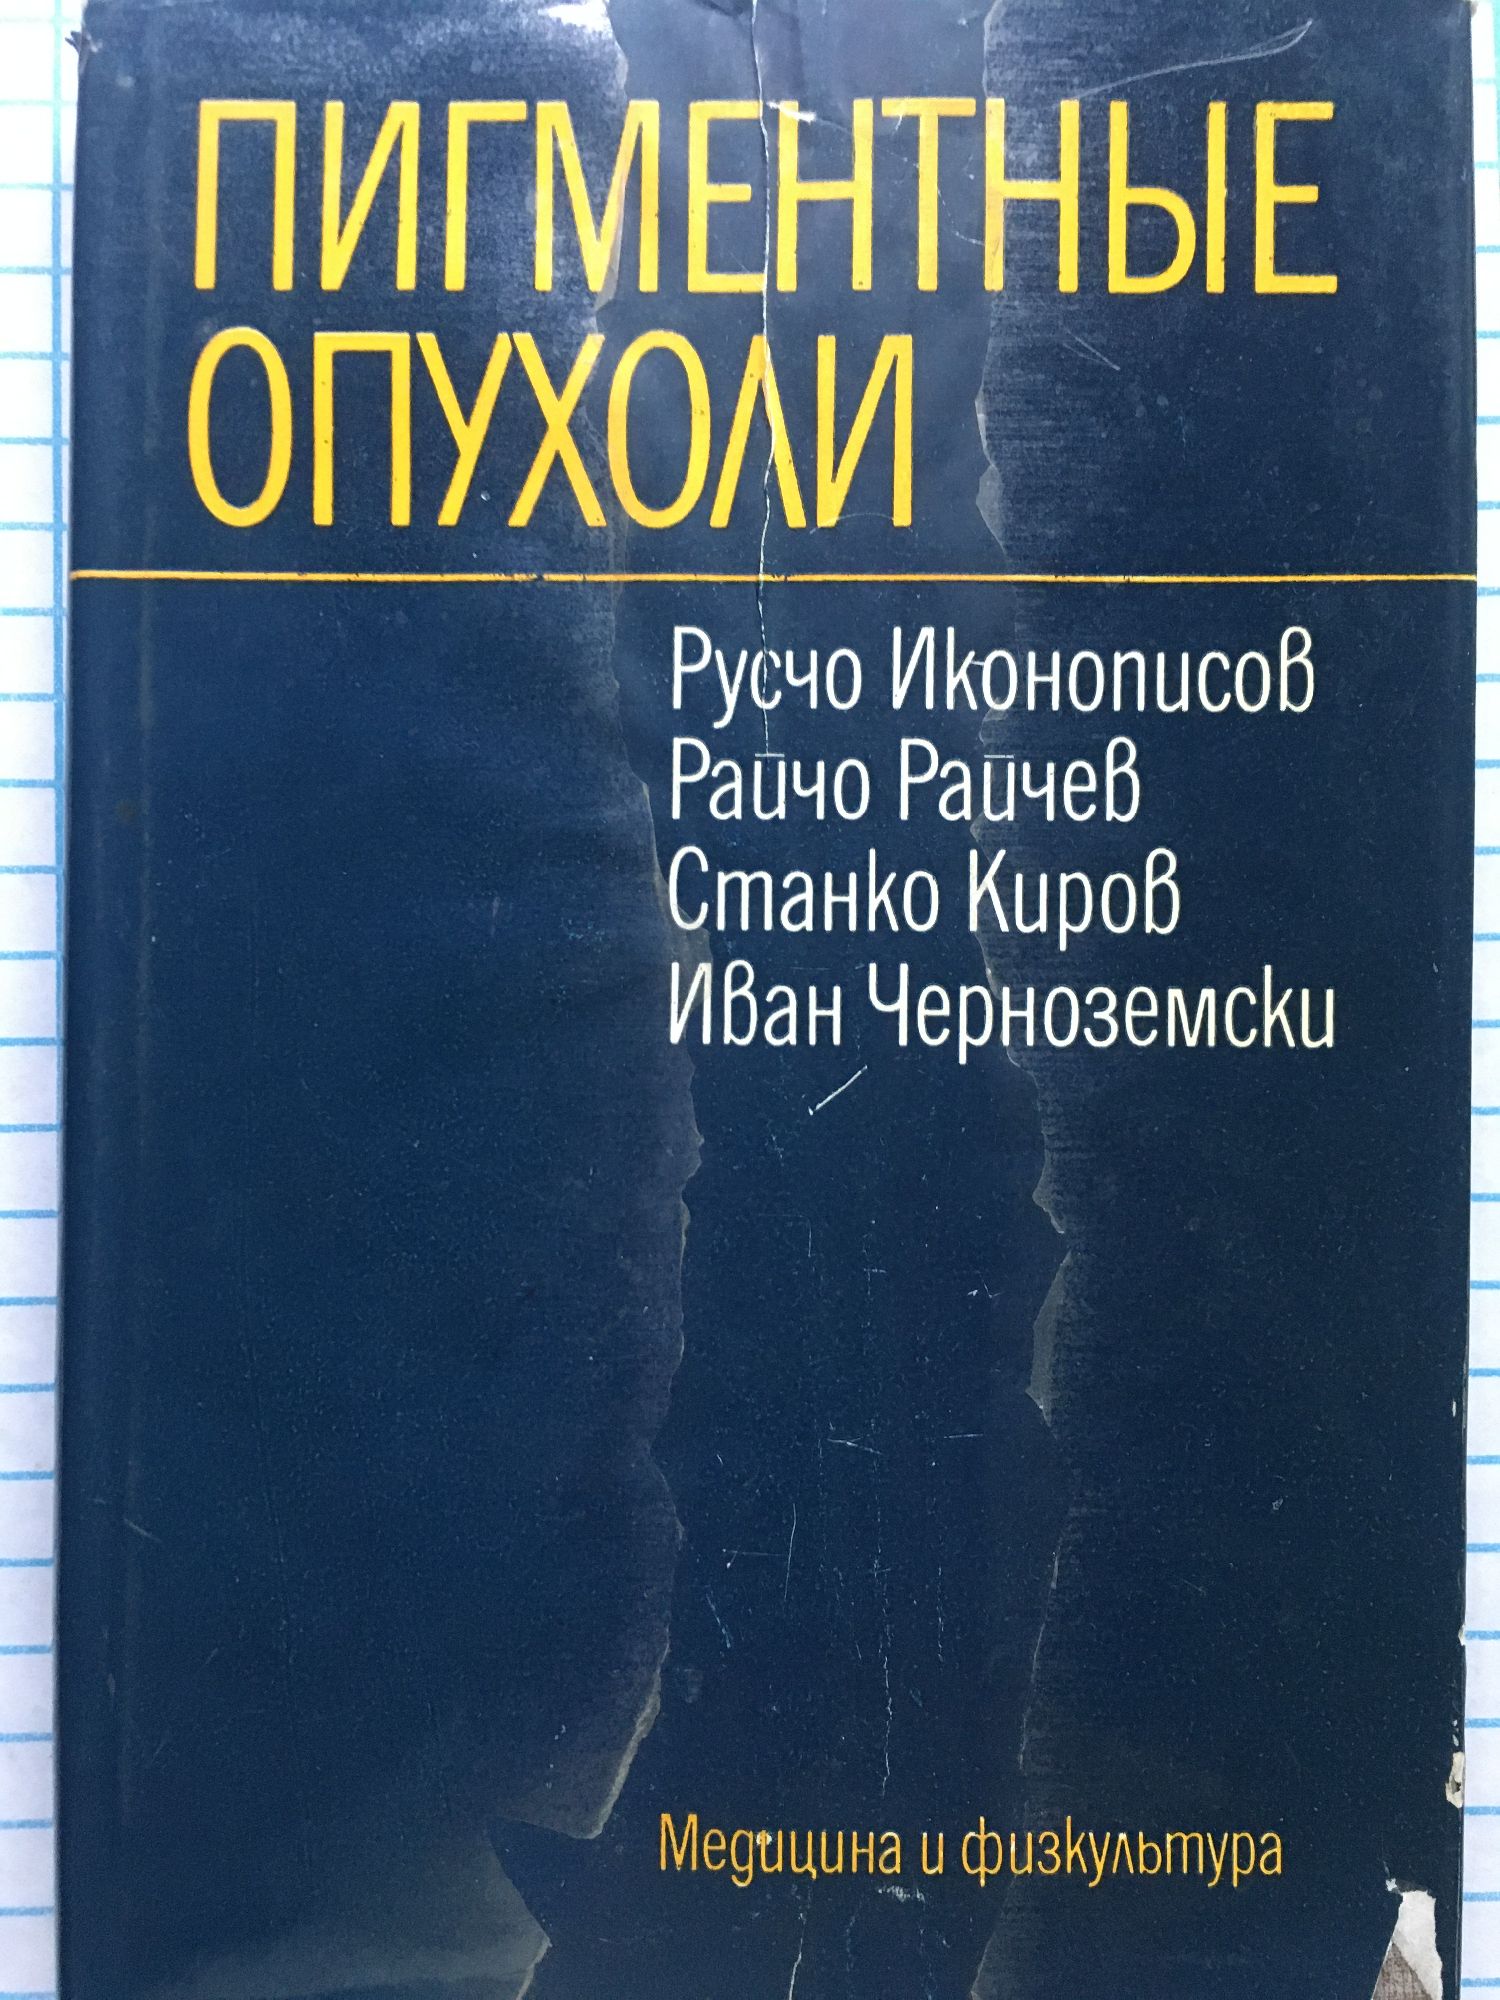 ПИГМЕНТНЫЕ
ОПУХОЛИ
Русчо Иконописов
Райчо Райчев
Станко Киров
Иван Черноземски
Медицина и физкультура